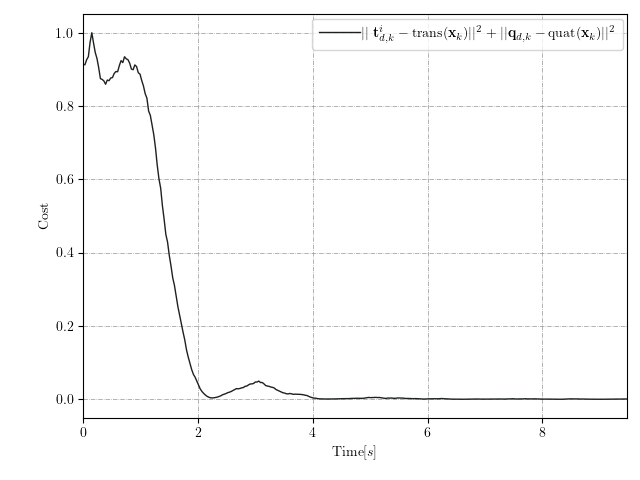 || t^i_{d,k} − trans(x_k)||² + ||q_{d,k} − quat(x_k)||²
1.0
0.8
0.6
0.4
0.2
0.0
Cost
0 2 4 6 8
Time[s]